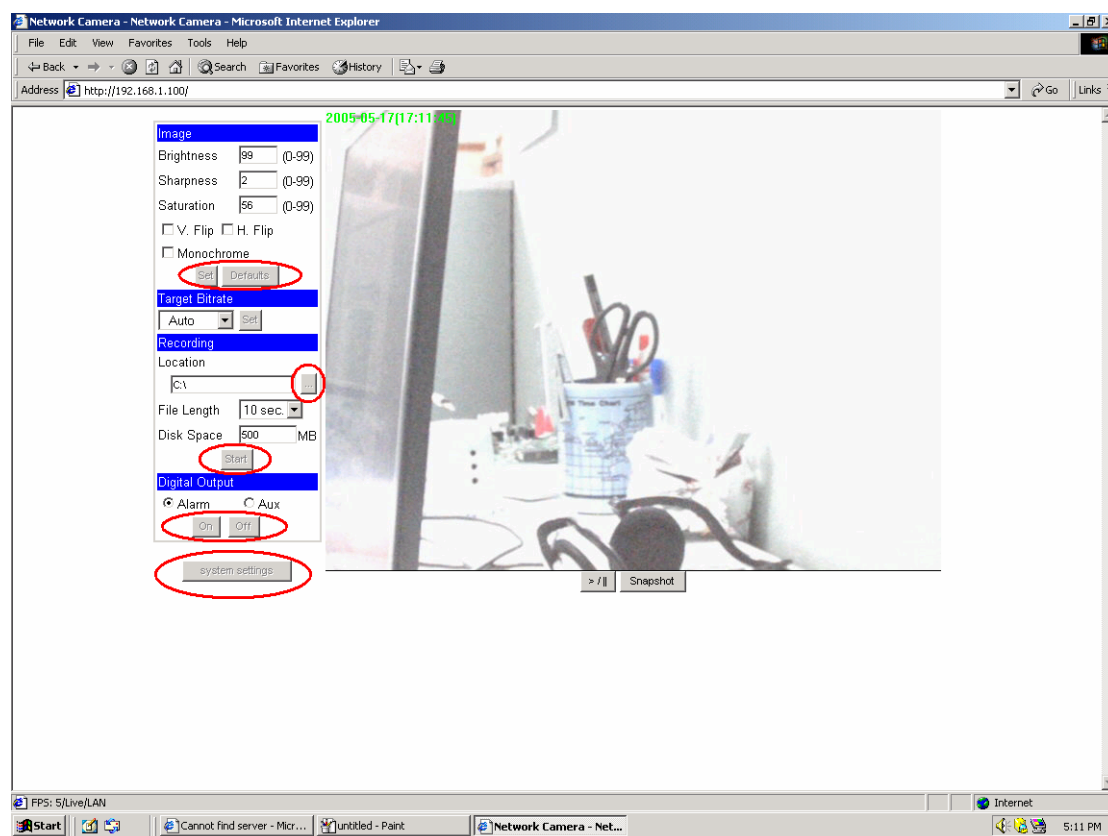 Network Camera - Network Camera - Microsoft Internet Explorer
File Edit View Favorites Tools Help
Back Search Favorites History
Address http://192.168.1.100/ Go Links
2005-05-17[17:11:45]
Image
Brightness 99 (0-99)
Sharpness 2 (0-99)
Saturation 56 (0-99)
V. Flip H. Flip
Monochrome
Set Defaults
Target Bitrate
Auto Set
Recording
Location
C:\ ...
File Length 10 sec.
Disk Space 500 MB
Start
Digital Output
Alarm Aux
On Off
system settings
> / || Snapshot
Time Chart
FPS: 5/Live/LAN Internet
Start Cannot find server - Micr... untitled - Paint Network Camera - Net... 5:11 PM